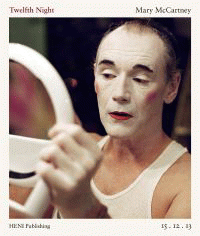 Twelfth Night
Mary McCartney
HENI Publishing
15 . 12 . 13